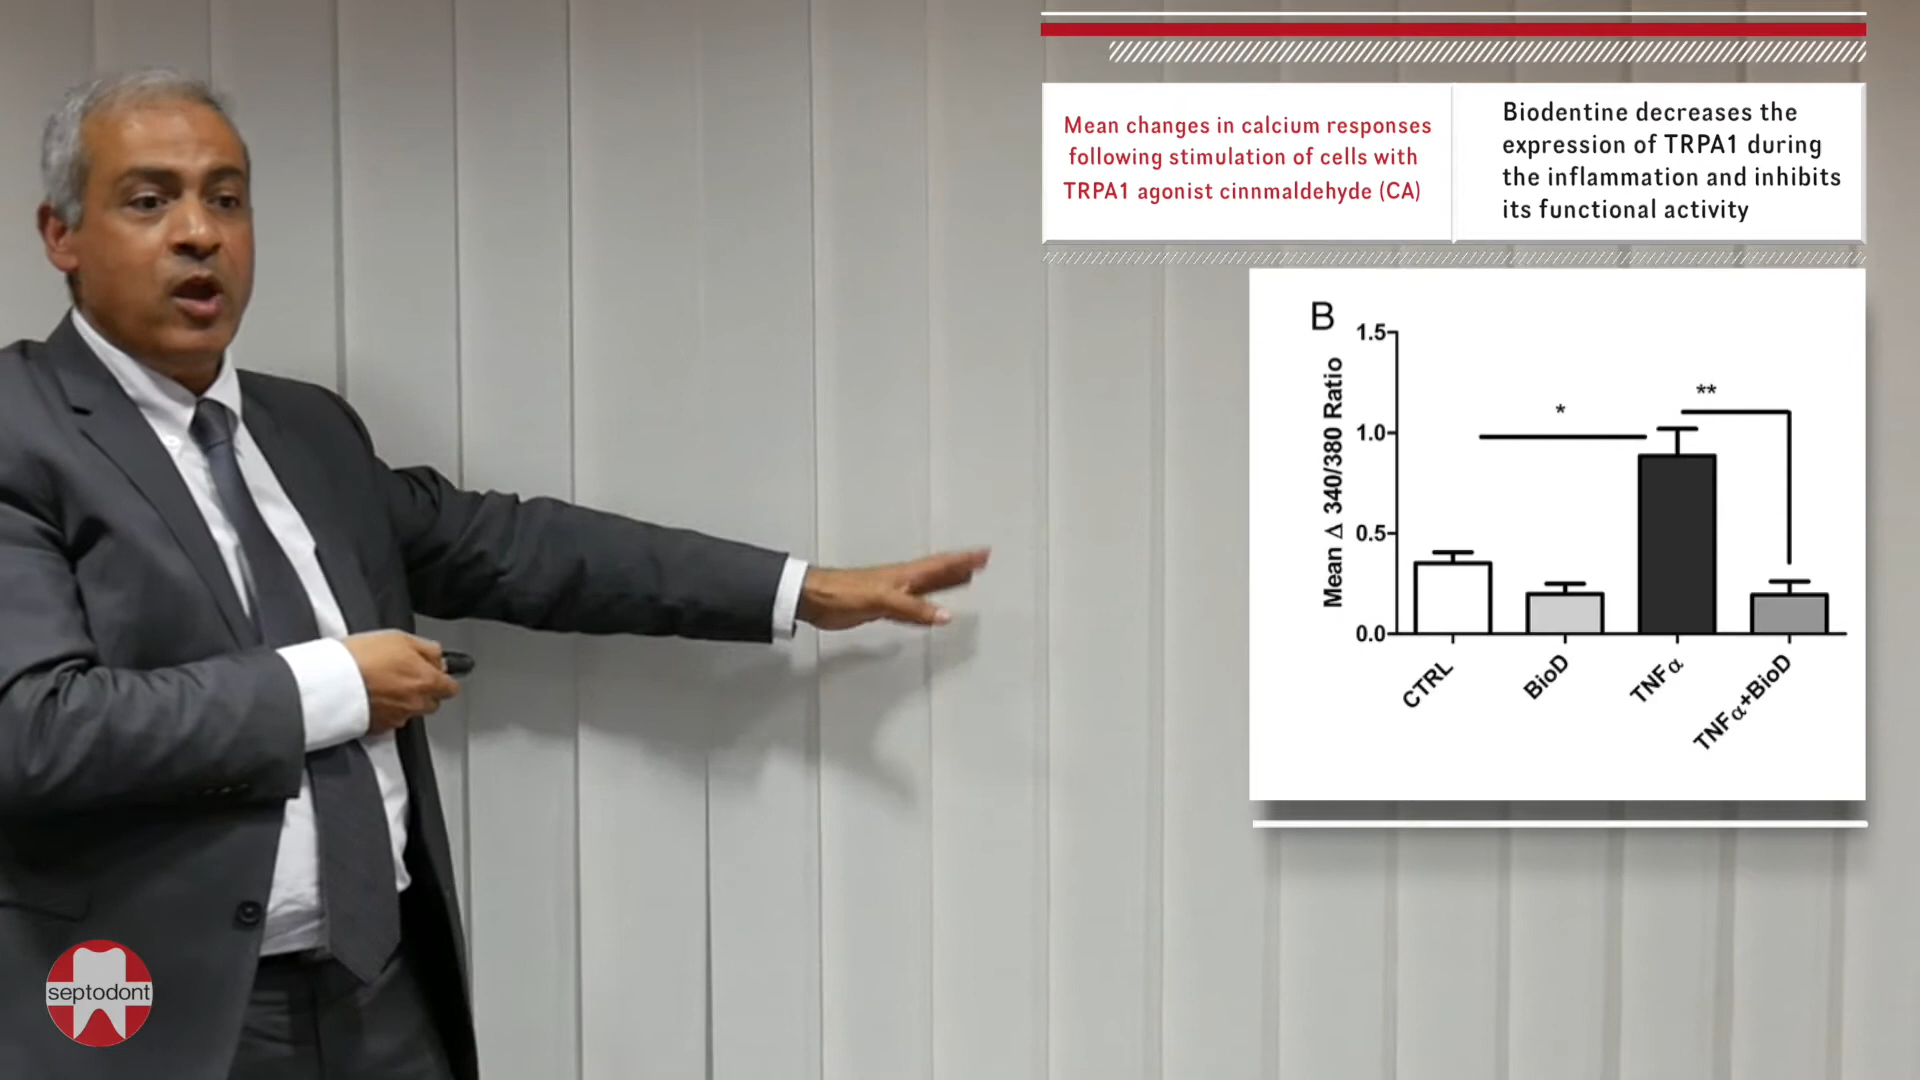 Mean changes in calcium responses
following stimulation of cells with
TRPA1 agonist cinnmaldehyde (CA)
Biodentine decreases the
expression of TRPA1 during
the inflammation and inhibits
its functional activity
B
Mean Δ 340/380 Ratio
1.5
1.0
0.5
0.0
*
**
CTRL
BioD
TNFα
TNFα+BioD
septodont